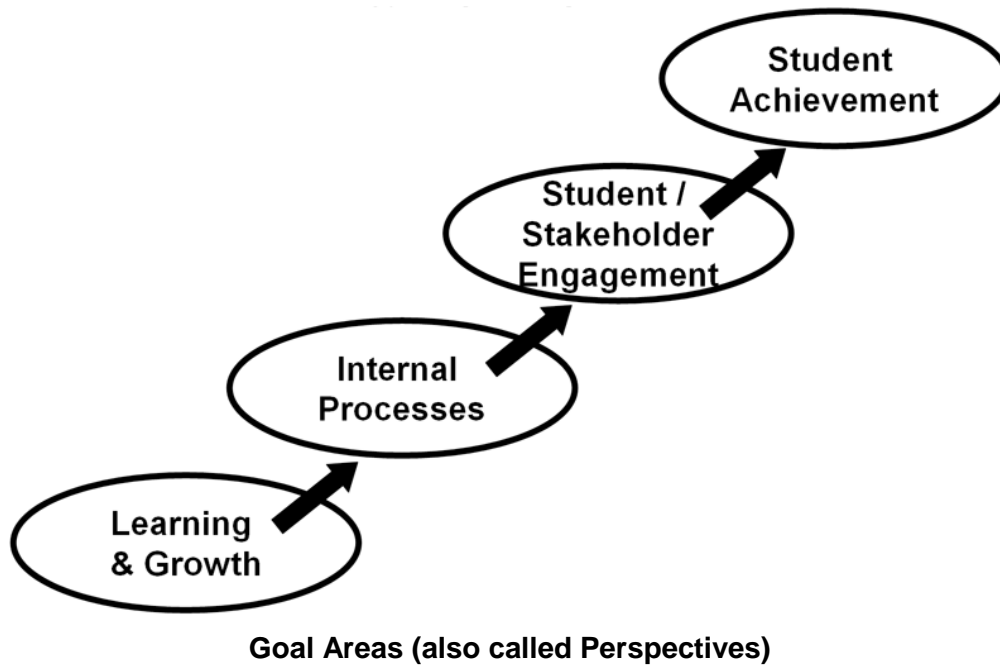 Student
Achievement
Student /
Stakeholder
Engagement
Internal
Processes
Learning
& Growth
Goal Areas (also called Perspectives)